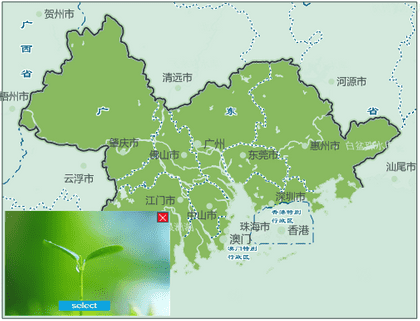 贺州市
广
西
省
清远市
河源市
梧州市
广
东
省
肇庆市
广州
惠州市
佛山市
东莞市
汕尾市
云浮市
江门市
深圳市
中山市
香港特别
行政区
珠海市
香港
澳门
澳门特别
行政区
select